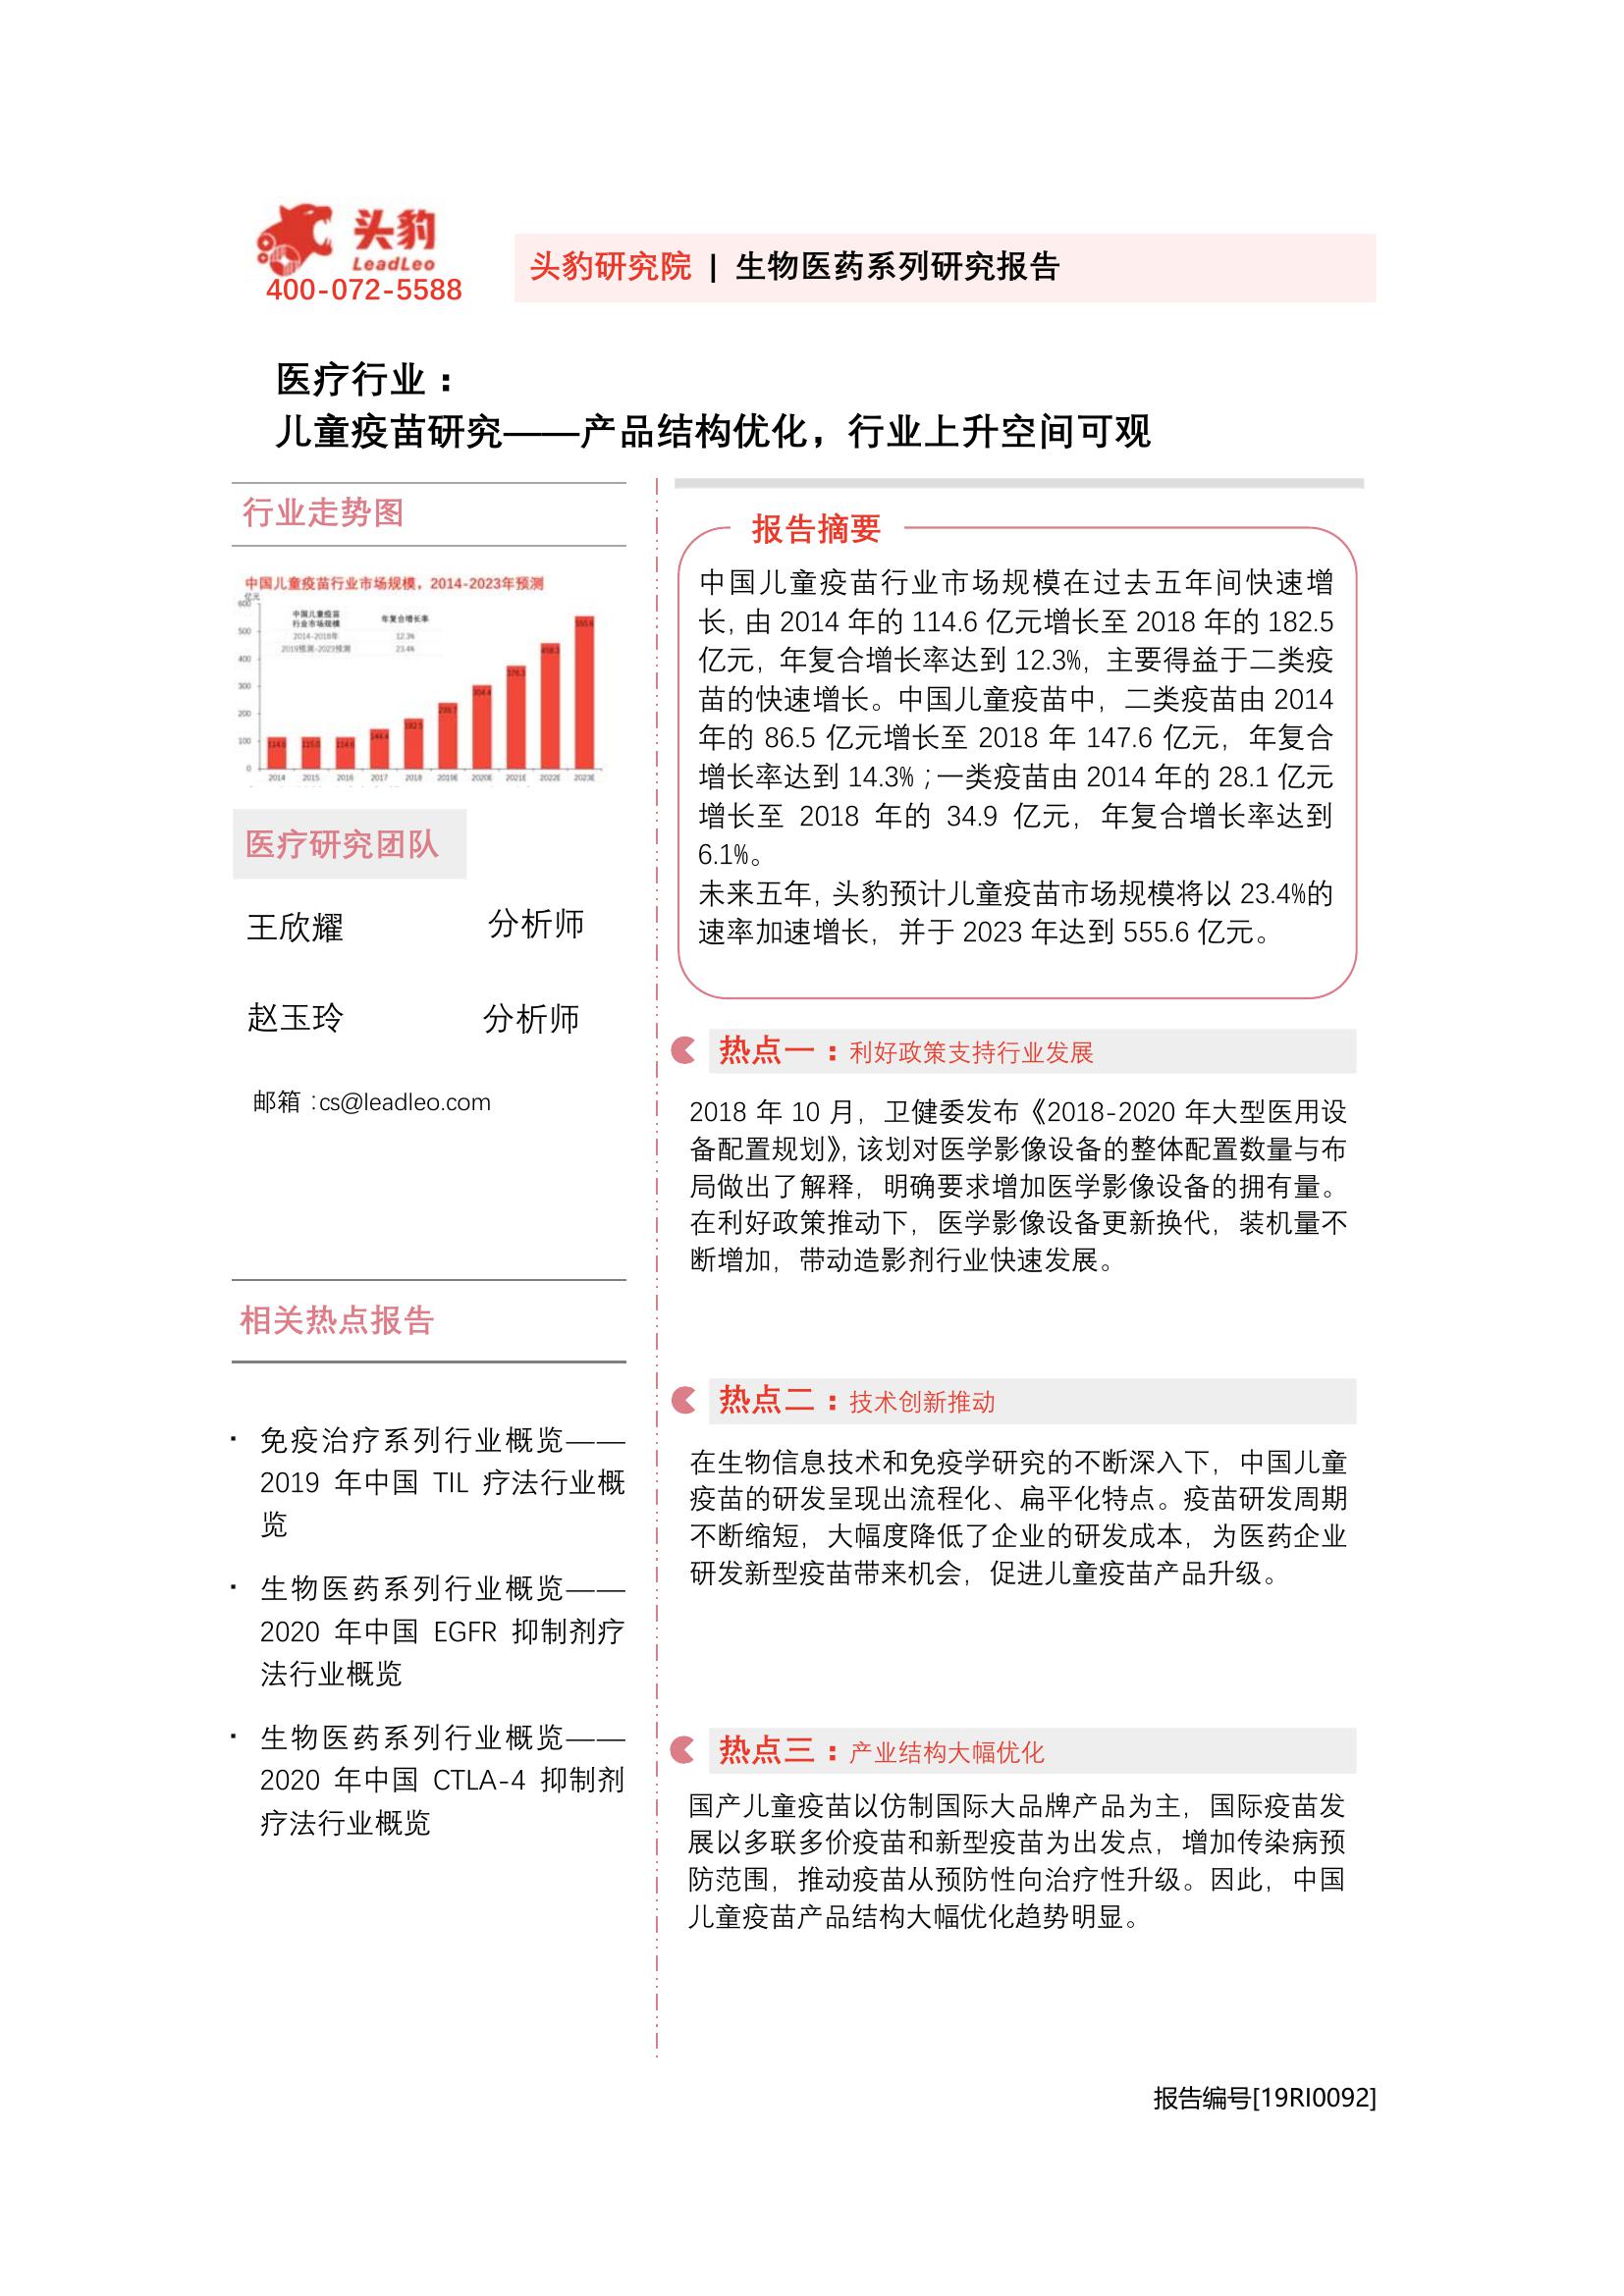 头豹
LeadLeo
400-072-5588
头豹研究院 | 生物医药系列研究报告
医疗行业：
儿童疫苗研究——产品结构优化，行业上升空间可观
行业走势图
中国儿童疫苗行业市场规模，2014-2023年预测
亿元
中国儿童疫苗
行业市场规模
年复合增长率
2014-2018年 12.3%
2019预测-2023预测 23.4%
600
500
400
300
200
100
0
114.6 115.0 114.6 144.4 182.5 304.4 376.3 458.3 555.6
2014 2015 2016 2017 2018 2019E 2020E 2021E 2022E 2023E
医疗研究团队
王欣耀 分析师
赵玉玲 分析师
邮箱：cs@leadleo.com
相关热点报告
▪ 免疫治疗系列行业概览——
2019 年中国 TIL 疗法行业概
览
▪ 生物医药系列行业概览——
2020 年中国 EGFR 抑制剂疗
法行业概览
▪ 生物医药系列行业概览——
2020 年中国 CTLA-4 抑制剂
疗法行业概览
报告摘要
中国儿童疫苗行业市场规模在过去五年间快速增
长，由 2014 年的 114.6 亿元增长至 2018 年的 182.5
亿元，年复合增长率达到 12.3%，主要得益于二类疫
苗的快速增长。中国儿童疫苗中，二类疫苗由 2014
年的 86.5 亿元增长至 2018 年 147.6 亿元，年复合
增长率达到 14.3%；一类疫苗由 2014 年的 28.1 亿元
增长至 2018 年的 34.9 亿元，年复合增长率达到
6.1%。
未来五年，头豹预计儿童疫苗市场规模将以 23.4%的
速率加速增长，并于 2023 年达到 555.6 亿元。
热点一：利好政策支持行业发展
2018 年 10 月，卫健委发布《2018-2020 年大型医用设
备配置规划》，该划对医学影像设备的整体配置数量与布
局做出了解释，明确要求增加医学影像设备的拥有量。
在利好政策推动下，医学影像设备更新换代，装机量不
断增加，带动造影剂行业快速发展。
热点二：技术创新推动
在生物信息技术和免疫学研究的不断深入下，中国儿童
疫苗的研发呈现出流程化、扁平化特点。疫苗研发周期
不断缩短，大幅度降低了企业的研发成本，为医药企业
研发新型疫苗带来机会，促进儿童疫苗产品升级。
热点三：产业结构大幅优化
国产儿童疫苗以仿制国际大品牌产品为主，国际疫苗发
展以多联多价疫苗和新型疫苗为出发点，增加传染病预
防范围，推动疫苗从预防性向治疗性升级。因此，中国
儿童疫苗产品结构大幅优化趋势明显。
报告编号[19RI0092]